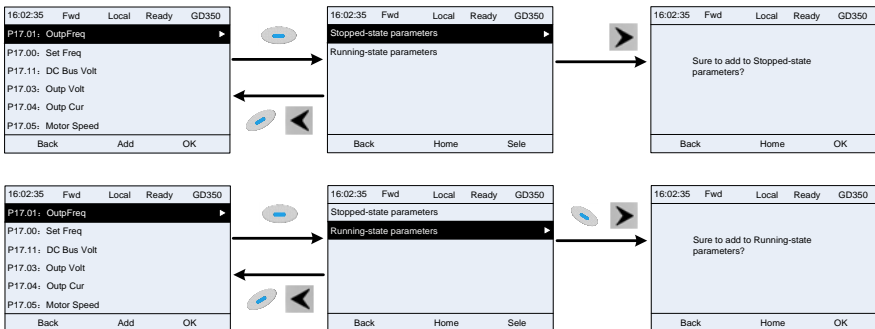 16:02:35 Fwd Local Ready GD350
P17.01: OutpFreq
P17.00: Set Freq
P17.11: DC Bus Volt
P17.03: Outp Volt
P17.04: Outp Cur
P17.05: Motor Speed
Back Add OK
16:02:35 Fwd Local Ready GD350
Stopped-state parameters
Running-state parameters
Back Home Sele
16:02:35 Fwd Local Ready GD350
Sure to add to Stopped-state
parameters?
Back Home OK
16:02:35 Fwd Local Ready GD350
P17.01: OutpFreq
P17.00: Set Freq
P17.11: DC Bus Volt
P17.03: Outp Volt
P17.04: Outp Cur
P17.05: Motor Speed
Back Add OK
16:02:35 Fwd Local Ready GD350
Stopped-state parameters
Running-state parameters
Back Home Sele
16:02:35 Fwd Local Ready GD350
Sure to add to Running-state
parameters?
Back Home OK